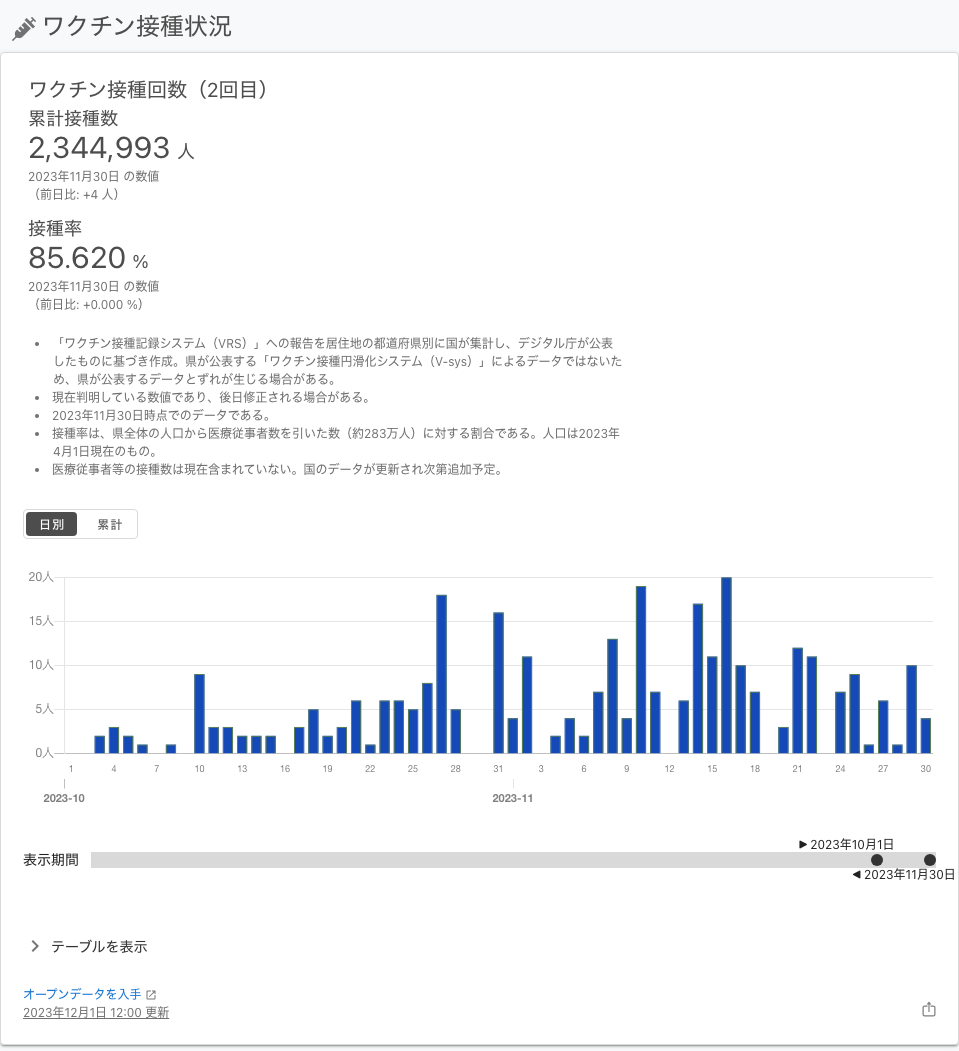 ワクチン接種状況
ワクチン接種回数（2回目）
累計接種数
2,344,993 人
2023年11月30日 の数値
（前日比: +4 人）
接種率
85.620 %
2023年11月30日 の数値
（前日比: +0.000 %）
• 「ワクチン接種記録システム（VRS）」への報告を居住地の都道府県別に国が集計し、デジタル庁が公表
したものに基づき作成。県が公表する「ワクチン接種円滑化システム（V-sys）」によるデータではないた
め、県が公表するデータとずれが生じる場合がある。
• 現在判明している数値であり、後日修正される場合がある。
• 2023年11月30日時点でのデータである。
• 接種率は、県全体の人口から医療従事者数を引いた数（約283万人）に対する割合である。人口は2023年
4月1日現在のもの。
• 医療従事者等の接種数は現在含まれていない。国のデータが更新され次第追加予定。
日別 累計
20人
15人
10人
5人
0人
1 4 7 10 13 16 19 22 25 28 31 3 6 9 12 15 18 21 24 27 30
2023-10 2023-11
2023年10月1日
表示期間
2023年11月30日
テーブルを表示
オープンデータを入手
2023年12月1日 12:00 更新